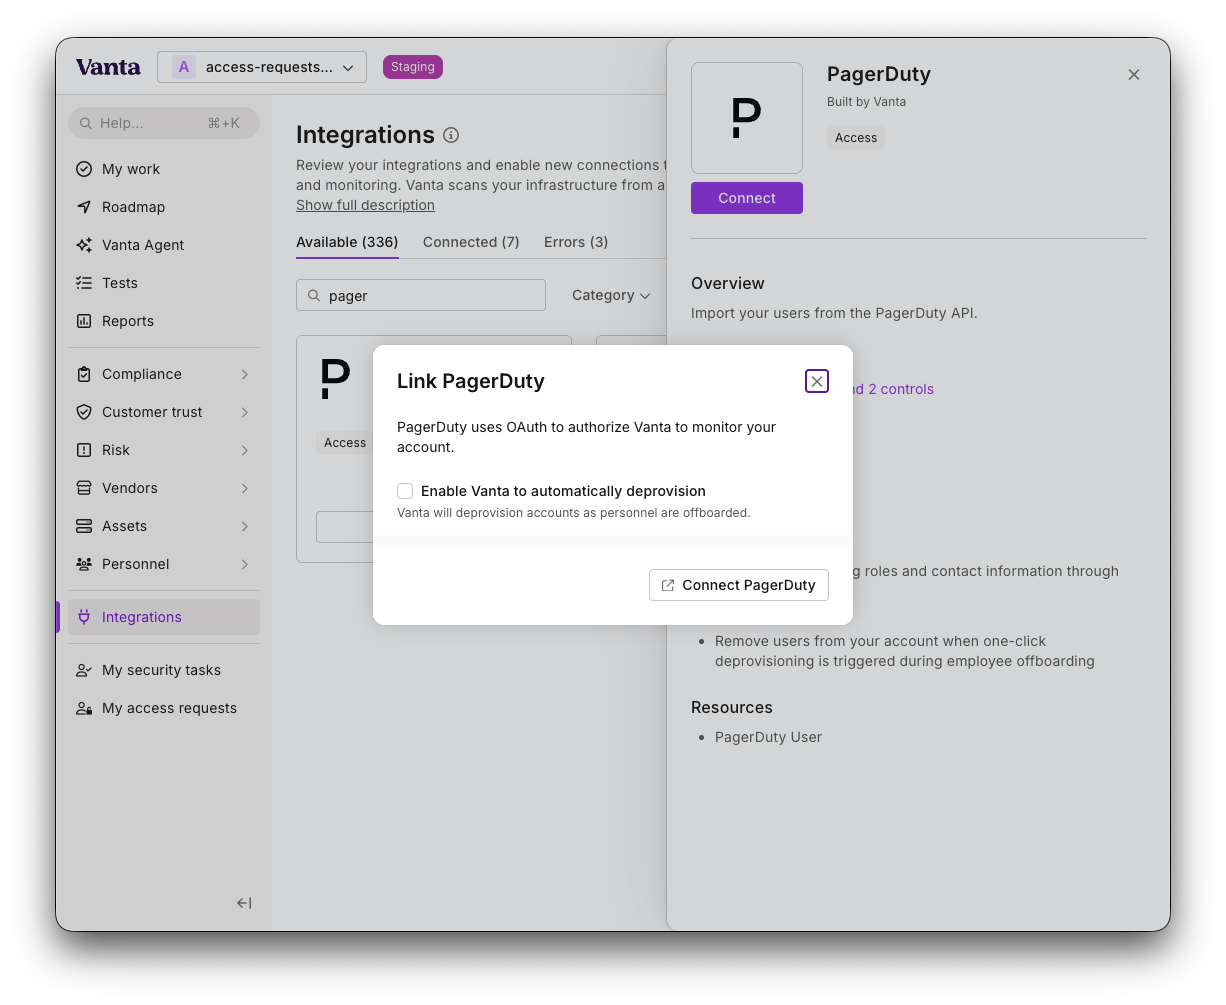 Vanta
A
access-requests...
Staging
Help...
⌘+K
My work
Roadmap
Vanta Agent
Tests
Reports
Compliance
Customer trust
Risk
Vendors
Assets
Personnel
Integrations
My security tasks
My access requests
Integrations
Review your integrations and enable new connections
and monitoring. Vanta scans your infrastructure from a
Show full description
Available (336)
Connected (7)
Errors (3)
pager
Category
Access
Link PagerDuty
PagerDuty uses OAuth to authorize Vanta to monitor your
account.
Enable Vanta to automatically deprovision
Vanta will deprovision accounts as personnel are offboarded.
Connect PagerDuty
PagerDuty
Built by Vanta
Access
Connect
Overview
Import your users from the PagerDuty API.
2 controls
roles and contact information through
Remove users from your account when one-click
deprovisioning is triggered during employee offboarding
Resources
PagerDuty User